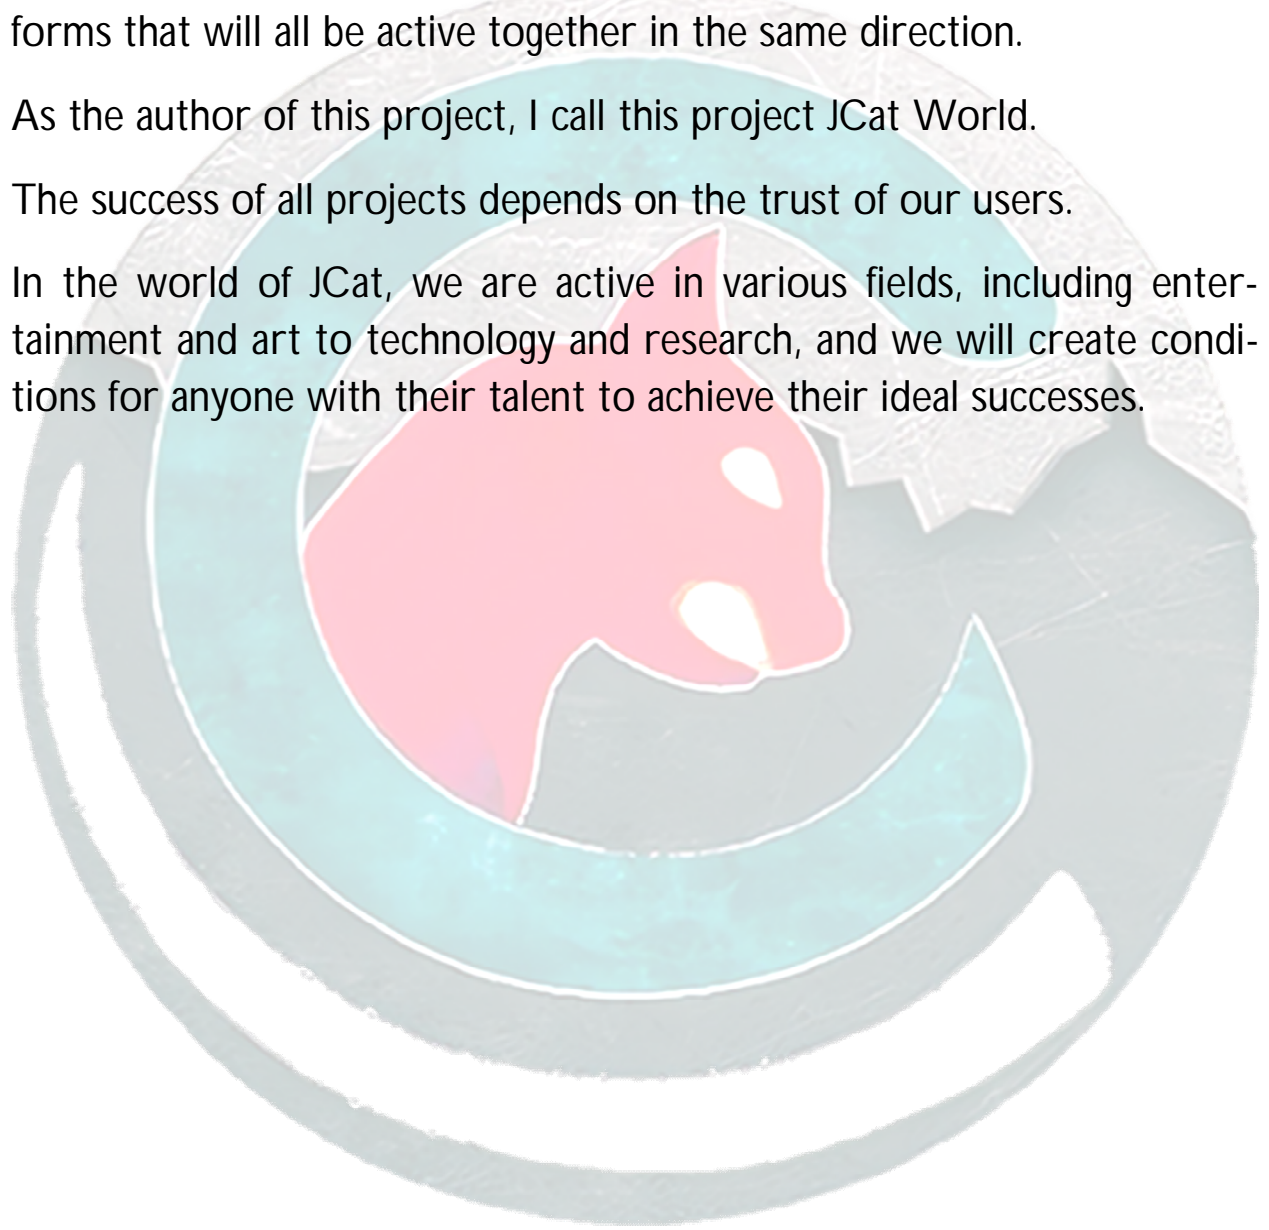 forms that will all be active together in the same direction.
As the author of this project, I call this project JCat World.
The success of all projects depends on the trust of our users.
In the world of JCat, we are active in various fields, including enter-
tainment and art to technology and research, and we will create condi-
tions for anyone with their talent to achieve their ideal successes.